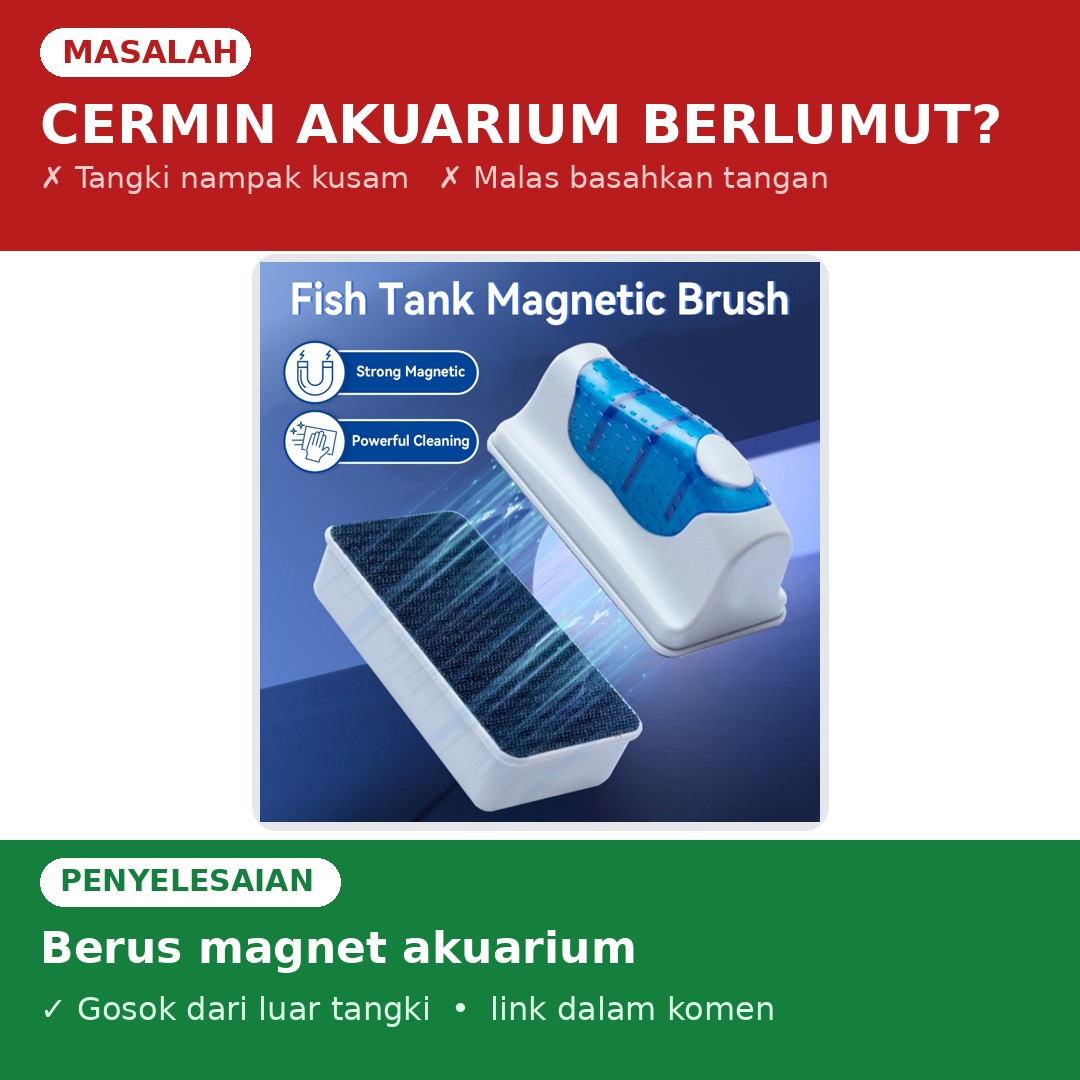 MASALAH
CERMIN AKUARIUM BERLUMUT?
✗ Tangki nampak kusam ✗ Malas basahkan tangan
Fish Tank Magnetic Brush
Strong Magnetic
Powerful Cleaning
PENYELESAIAN
Berus magnet akuarium
✓ Gosok dari luar tangki • link dalam komen